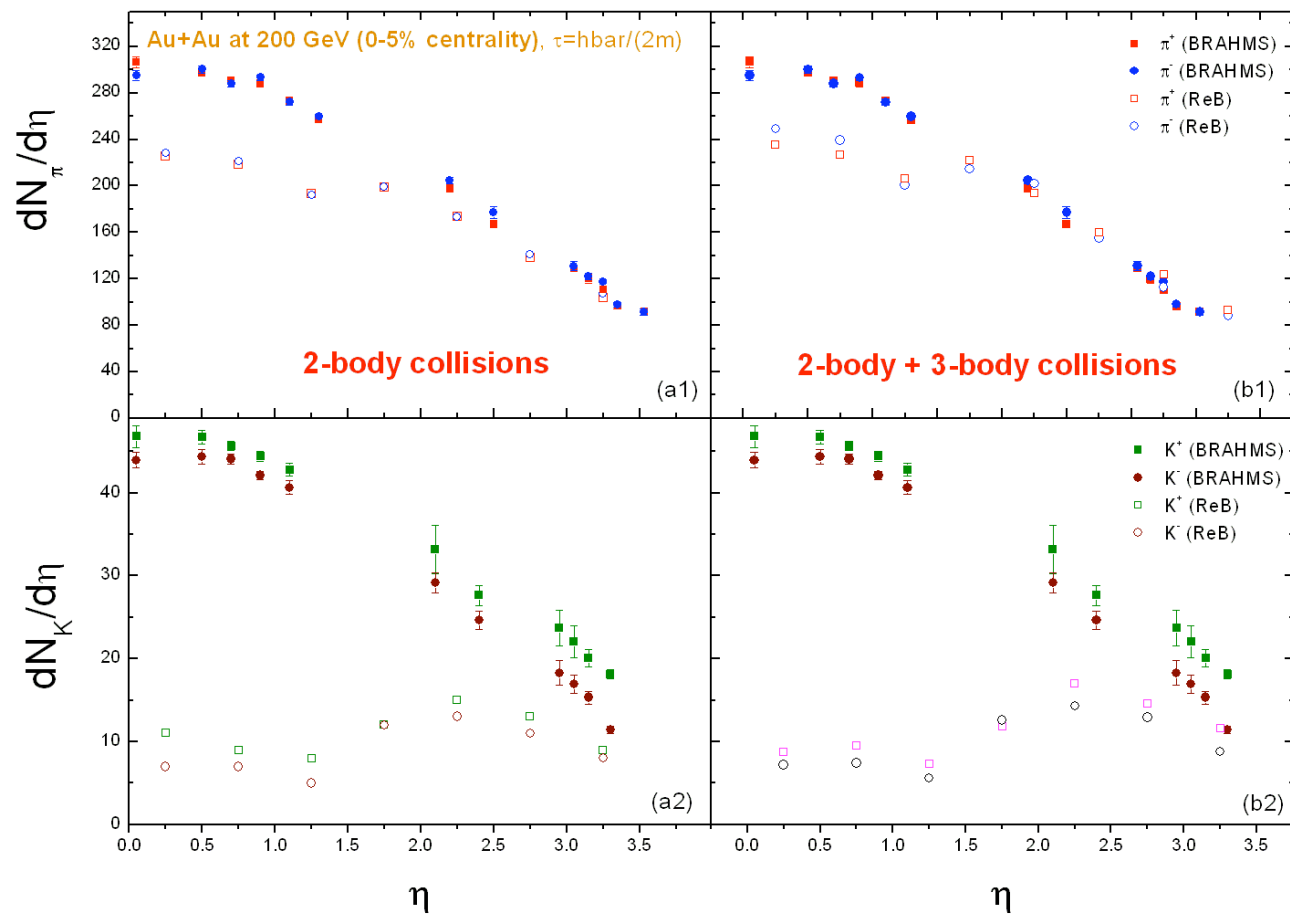 Au+Au at 200 GeV (0-5% centrality), τ=hbar/(2m)
π⁺ (BRAHMS)
π⁻ (BRAHMS)
π⁺ (ReB)
π⁻ (ReB)
dN_π/dη
320
280
240
200
160
120
80
40
0
2-body collisions
(a1)
2-body + 3-body collisions
(b1)
K⁺ (BRAHMS)
K⁻ (BRAHMS)
K⁺ (ReB)
K⁻ (ReB)
dN_K/dη
40
30
20
10
0
(a2)
(b2)
0.0 0.5 1.0 1.5 2.0 2.5 3.0 3.5 0.0 0.5 1.0 1.5 2.0 2.5 3.0 3.5
η η